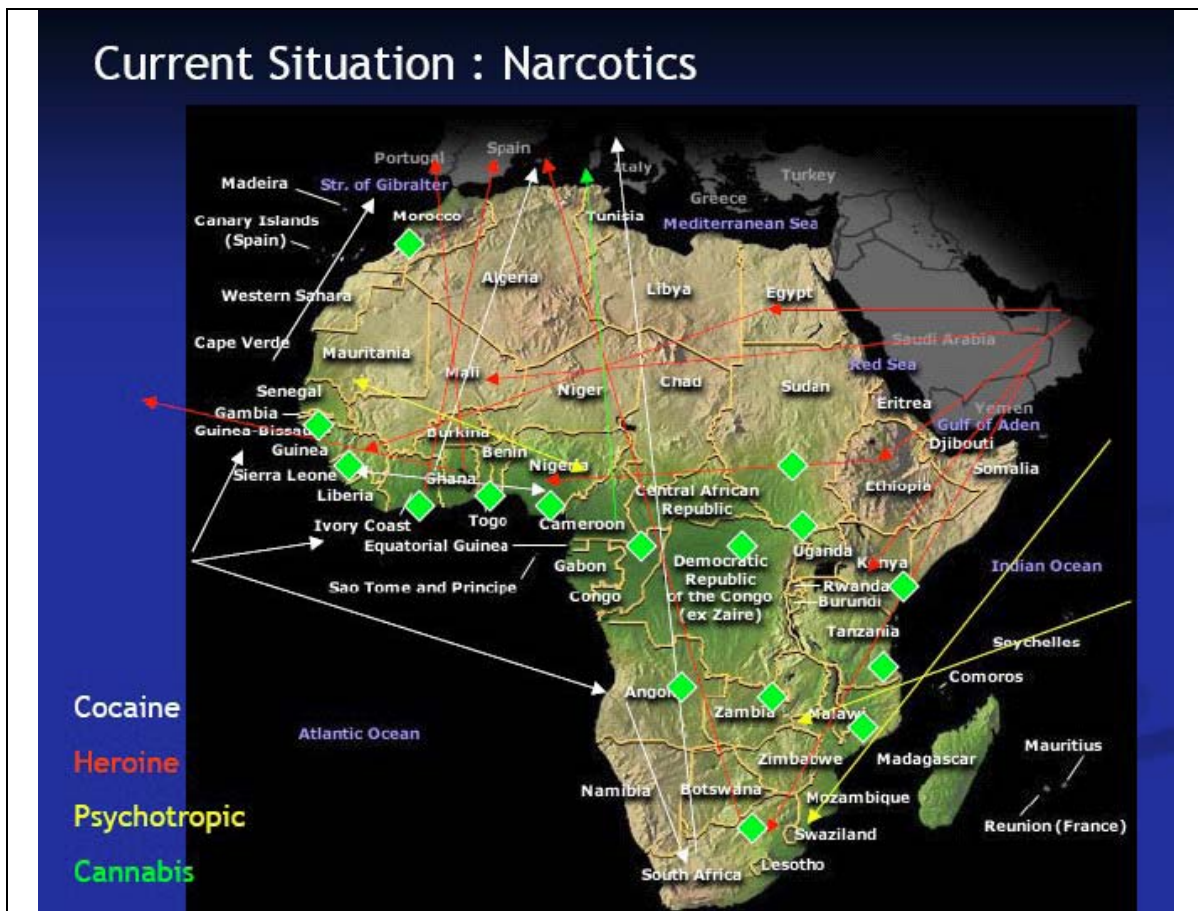 Current Situation : Narcotics
Portugal
Spain
Italy
Turkey
Madeira
Str. of Gibralter
Greece
Canary Islands
(Spain)
Morocco
Tunisia
Mediterranean Sea
Algeria
Libya
Egypt
Western Sahara
Cape Verde
Mauritania
Saudi Arabia
Red Sea
Mali
Niger
Chad
Sudan
Senegal
Eritrea
Yemen
Gambia
Gulf of Aden
Guinea-Bissau
Burkina
Djibouti
Guinea
Benin
Nigeria
Somalia
Sierra Leone
Ghana
Ethiopia
Liberia
Central African
Republic
Ivory Coast
Togo
Cameroon
Uganda
Equatorial Guinea
Kenya
Gabon
Democratic
Republic
of the Congo
(ex Zaire)
Indian Ocean
Sao Tome and Principe
Rwanda
Congo
Burundi
Tanzania
Seychelles
Comoros
Angol
Zambia
Malawi
Cocaine
Atlantic Ocean
Mauritius
Zimbabwe
Madagascar
Heroine
Namibia
Botswana
Mozambique
Psychotropic
Swaziland
Reunion (France)
Lesotho
Cannabis
South Africa